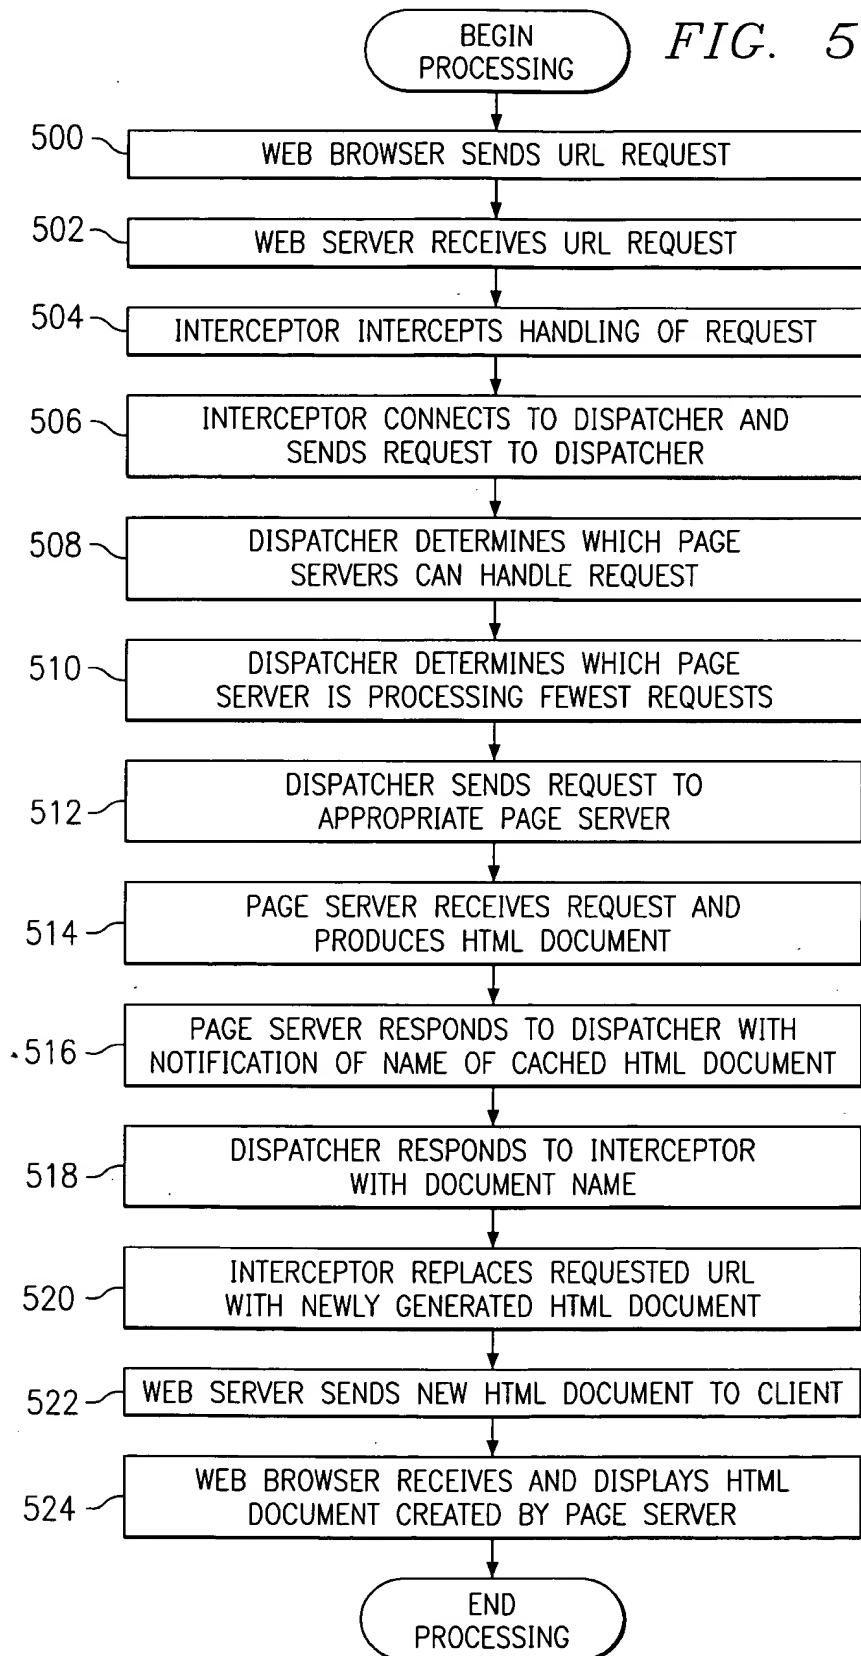 BEGIN
PROCESSING
FIG. 5
500
WEB BROWSER SENDS URL REQUEST
502
WEB SERVER RECEIVES URL REQUEST
504
INTERCEPTOR INTERCEPTS HANDLING OF REQUEST
506
INTERCEPTOR CONNECTS TO DISPATCHER AND
SENDS REQUEST TO DISPATCHER
508
DISPATCHER DETERMINES WHICH PAGE
SERVERS CAN HANDLE REQUEST
510
DISPATCHER DETERMINES WHICH PAGE
SERVER IS PROCESSING FEWEST REQUESTS
512
DISPATCHER SENDS REQUEST TO
APPROPRIATE PAGE SERVER
514
PAGE SERVER RECEIVES REQUEST AND
PRODUCES HTML DOCUMENT
516
PAGE SERVER RESPONDS TO DISPATCHER WITH
NOTIFICATION OF NAME OF CACHED HTML DOCUMENT
518
DISPATCHER RESPONDS TO INTERCEPTOR
WITH DOCUMENT NAME
520
INTERCEPTOR REPLACES REQUESTED URL
WITH NEWLY GENERATED HTML DOCUMENT
522
WEB SERVER SENDS NEW HTML DOCUMENT TO CLIENT
524
WEB BROWSER RECEIVES AND DISPLAYS HTML
DOCUMENT CREATED BY PAGE SERVER
END
PROCESSING